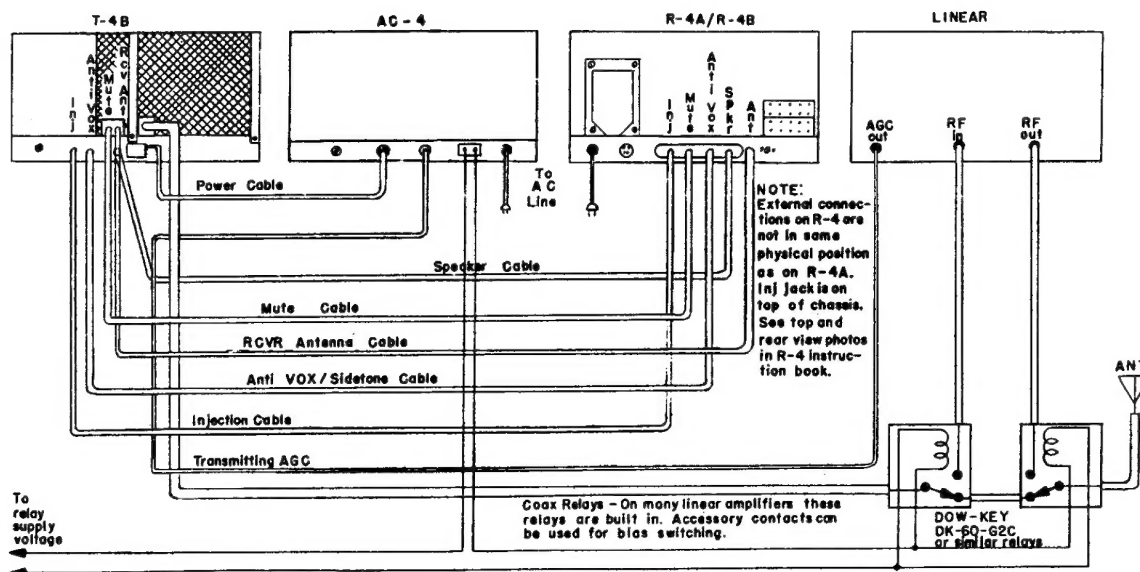 T-4B
AC-4
R-4A/R-4B
LINEAR
Inj
Anti Vox
Mute
Rcv Ant
Inj
Mute
Anti Vox
Spkr
Ant
AGC out
RF in
RF out
Power Cable
To
AC
Line
NOTE:
External connec-
tions on R-4 are
not in same
physical position
as on R-4A.
Inj jack is on
top of chassis.
See top and
rear view photos
in R-4 instruc-
tion book.
Speaker Cable
Mute Cable
RCVR Antenna Cable
Anti VOX/Sidetone Cable
Injection Cable
Transmitting AGC
ANT
To
relay
supply
voltage
Coax Relays - On many linear amplifiers these
relays are built in. Accessory contacts can
be used for bias switching.
DOW-KEY
DK-60-G2C
or similar relays